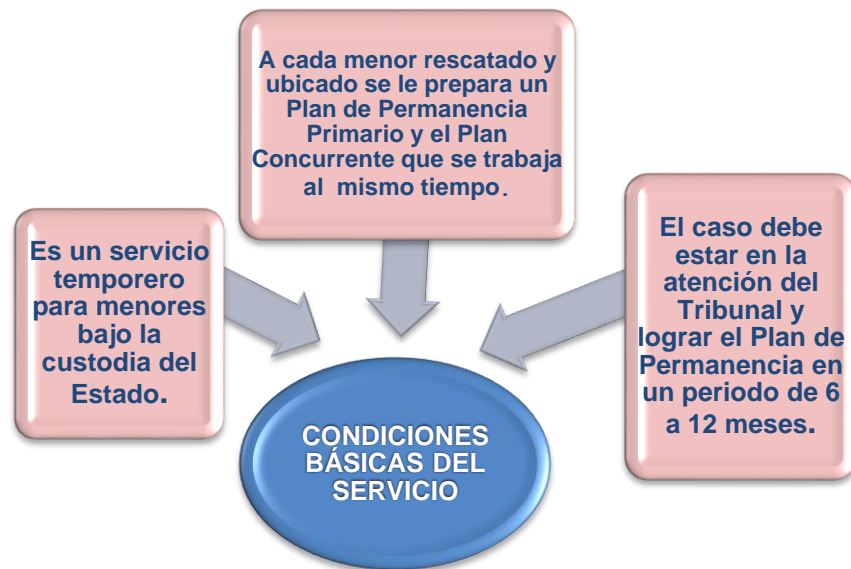 A cada menor rescatado y
ubicado se le prepara un
Plan de Permanencia
Primario y el Plan
Concurrente que se trabaja
al mismo tiempo.
Es un servicio
temporero
para menores
bajo la
custodia del
Estado.
El caso debe
estar en la
atención del
Tribunal y
lograr el Plan de
Permanencia en
un periodo de 6
a 12 meses.
CONDICIONES
BÁSICAS DEL
SERVICIO